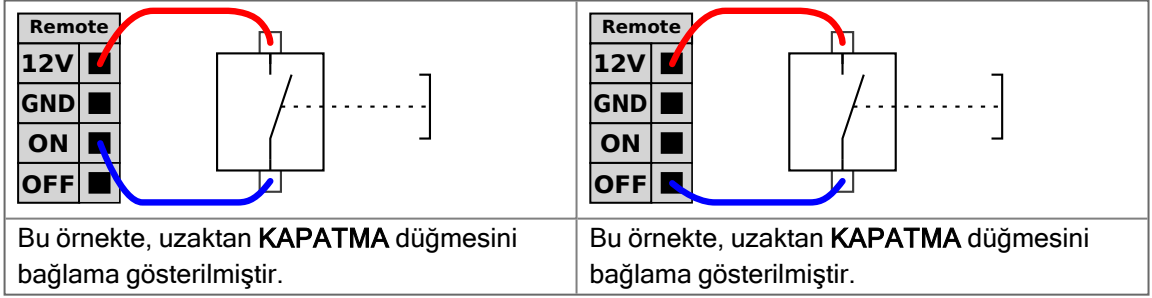 Remote
12V
GND
ON
OFF
Bu örnekte, uzaktan KAPATMA düğmesini
bağlama gösterilmiştir.
Remote
12V
GND
ON
OFF
Bu örnekte, uzaktan KAPATMA düğmesini
bağlama gösterilmiştir.